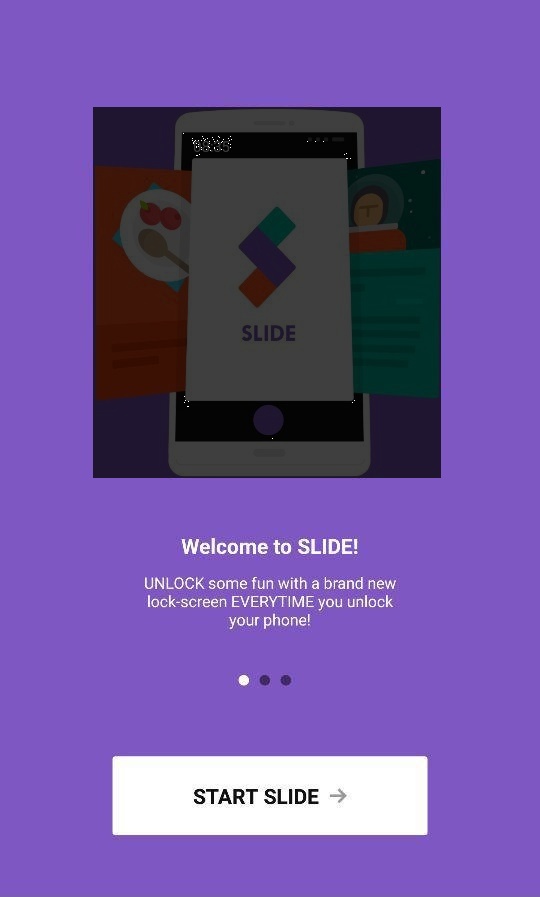 SLIDE
Welcome to SLIDE!
UNLOCK some fun with a brand new
lock-screen EVERYTIME you unlock
your phone!
START SLIDE